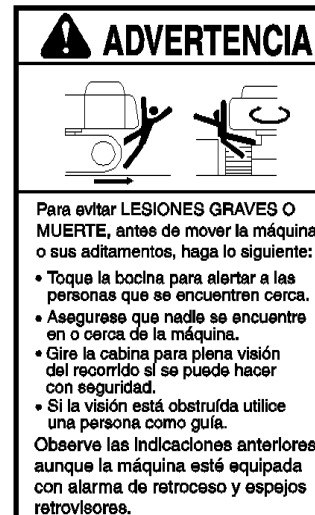 ADVERTENCIA
Para evitar LESIONES GRAVES O
MUERTE, antes de mover la máquina
o sus aditamentos, haga lo siguiente:
• Toque la bocina para alertar a las
personas que se encuentren cerca.
• Asegurese que nadie se encuentre
en o cerca de la máquina.
• Gire la cabina para plena visión
del recorrido si se puede hacer
con seguridad.
• Si la visión está obstruída utilice
una persona como guía.
Observe las indicaciones anteriores
aunque la máquina esté equipada
con alarma de retroceso y espejos
retrovisores.